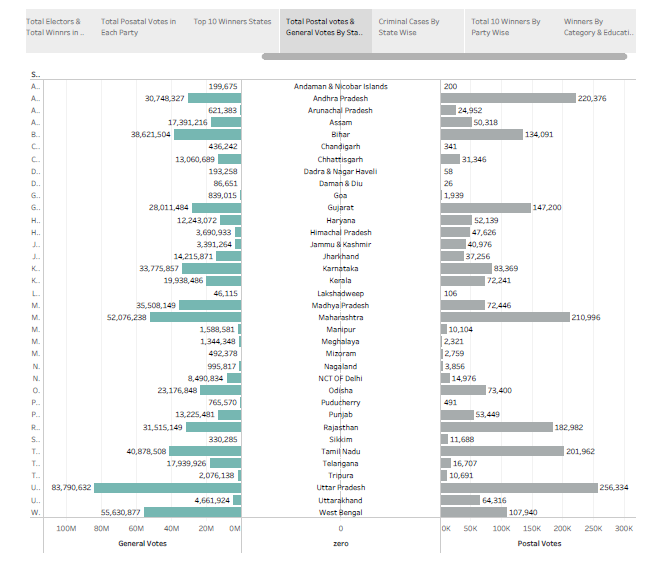 Total Electors &
Total Winnrs in ..
Total Posatal Votes in
Each Party
Top 10 Winners States
Total Postal votes &
General Votes By Sta..
Criminal Cases By
State Wise
Total 10 Winners By
Party Wise
Winners By
Category & Educati..
S..
A.. 199,675 Andaman & Nicobar Islands 200
A.. 30,748,327 Andhra Pradesh 220,376
A.. 621,383 Arunachal Pradesh 24,952
A.. 17,391,216 Assam 50,318
B.. 38,621,504 Bihar 134,091
C.. 436,242 Chandigarh 341
C.. 13,060,689 Chhattisgarh 31,346
D.. 193,258 Dadra & Nagar Haveli 58
D.. 86,651 Daman & Diu 26
G.. 839,015 Goa 1,939
G.. 28,011,484 Gujarat 147,200
H.. 12,243,072 Haryana 52,139
H.. 3,690,933 Himachal Pradesh 47,626
J.. 3,391,264 Jammu & Kashmir 40,976
J.. 14,215,871 Jharkhand 37,256
K.. 33,775,857 Karnataka 83,369
K.. 19,938,486 Kerala 72,241
L.. 46,115 Lakshadweep 106
M.. 35,508,149 Madhya Pradesh 72,446
M.. 52,076,238 Maharashtra 210,996
M. 1,588,581 Manipur 10,104
M. 1,344,348 Meghalaya 2,321
M. 492,378 Mizoram 2,759
N. 995,817 Nagaland 3,856
N. 8,490,834 NCT OF Delhi 14,976
O.. 23,176,848 Odisha 73,400
P.. 765,570 Puducherry 491
P.. 13,225,481 Punjab 53,449
R.. 31,515,149 Rajasthan 182,982
S.. 330,285 Sikkim 11,688
T.. 40,878,508 Tamil Nadu 201,962
T.. 17,939,926 Telangana 16,707
T.. 2,076,138 Tripura 10,691
U.. 83,790,632 Uttar Pradesh 256,334
U.. 4,661,924 Uttarakhand 64,316
W. 55,630,877 West Bengal 107,940
100M 80M 60M 40M 20M 0M 0 0K 50K 100K 150K 200K 250K 300K
General Votes zero Postal Votes